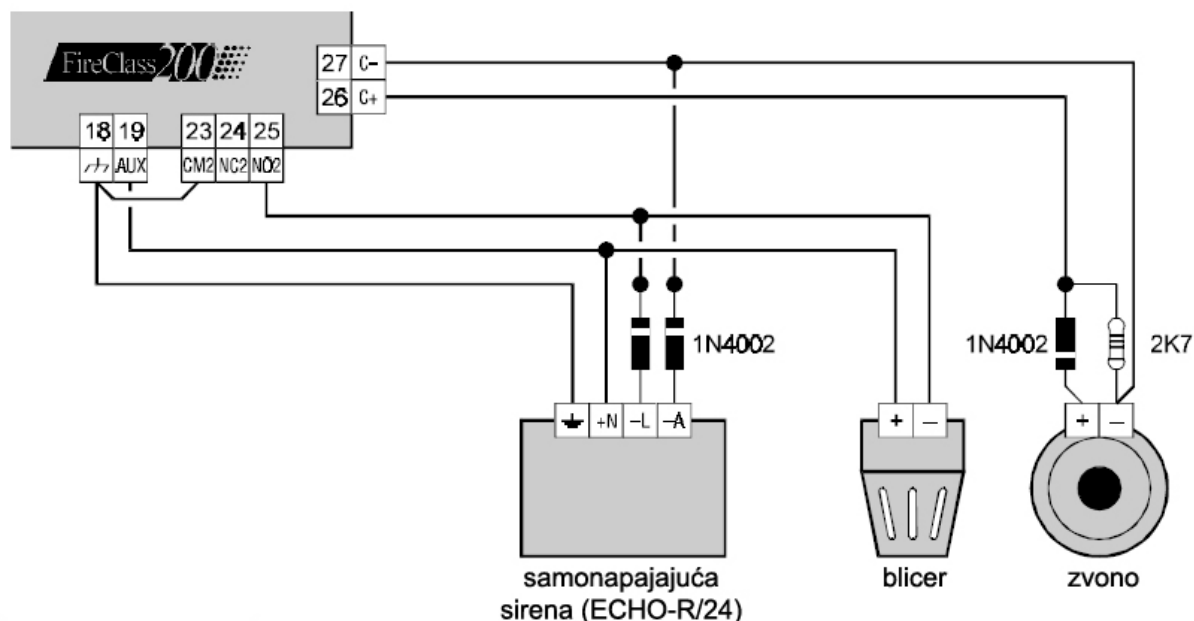 FireClass200
27 C-
26 C+
18 19 23 24 25
AUX CM2 NC2 NO2
1N4002
1N4002 2K7
+N -L -A
+ -
+ -
samonapajajuća
sirena (ECHO-R/24)
blicer
zvono